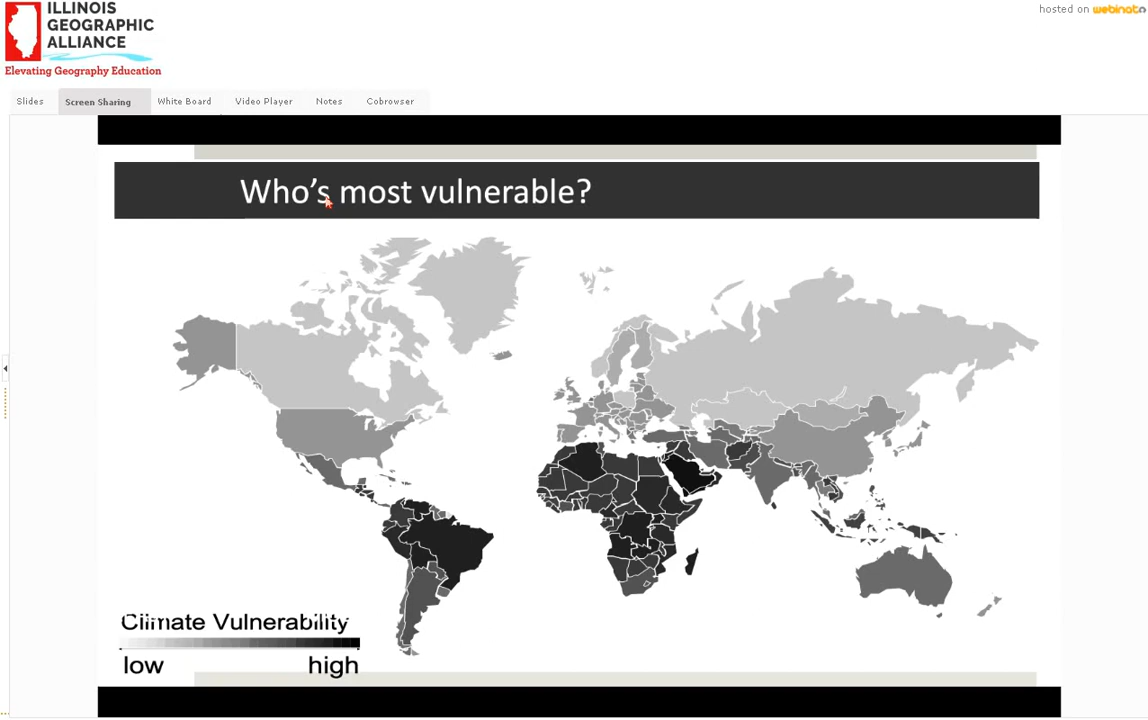 ILLINOIS
GEOGRAPHIC
ALLIANCE
Elevating Geography Education
hosted on webinato
Slides
Screen Sharing
White Board
Video Player
Notes
Cobrowser
Who's most vulnerable?
Climate Vulnerability
low
high